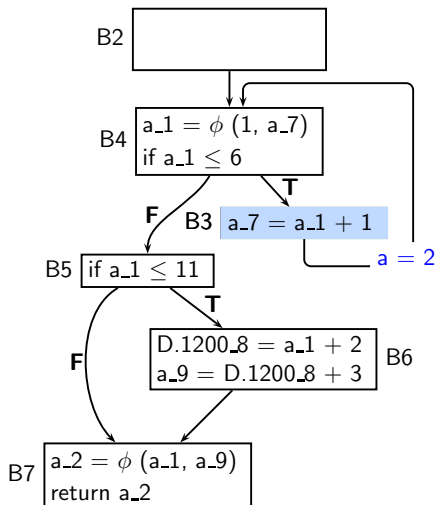 B2
B4
a_1 = ϕ (1, a_7)
if a_1 ≤ 6
F
T
B3
a_7 = a_1 + 1
a = 2
B5
if a_1 ≤ 11
T
F
D.1200_8 = a_1 + 2
a_9 = D.1200_8 + 3
B6
B7
a_2 = ϕ (a_1, a_9)
return a_2